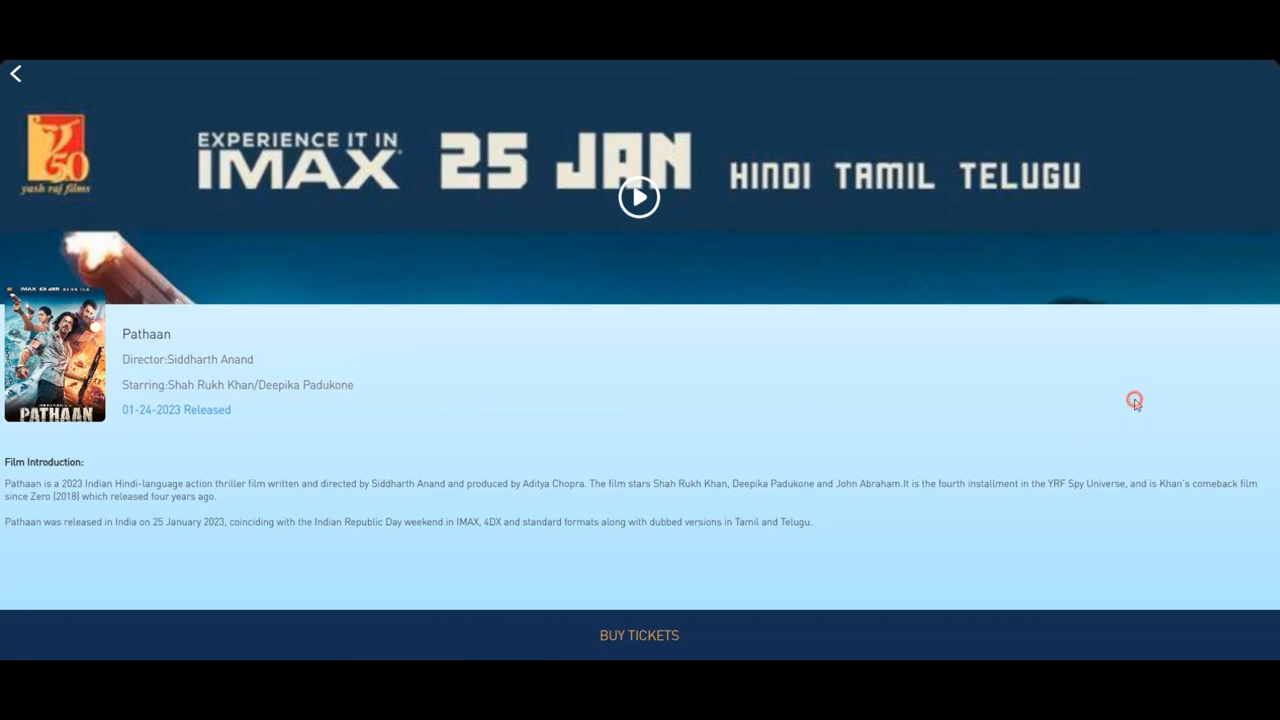 50
yash raj films
EXPERIENCE IT IN
IMAX
25 JAN
HINDI TAMIL TELUGU
IMAX 25 JAN
PATHAAN
Pathaan
Director:Siddharth Anand
Starring:Shah Rukh Khan/Deepika Padukone
01-24-2023 Released
Film Introduction:
Pathaan is a 2023 Indian Hindi-language action thriller film written and directed by Siddharth Anand and produced by Aditya Chopra. The film stars Shah Rukh Khan, Deepika Padukone and John Abraham.It is the fourth installment in the YRF Spy Universe, and is Khan's comeback film
since Zero (2018) which released four years ago.
Pathaan was released in India on 25 January 2023, coinciding with the Indian Republic Day weekend in IMAX, 4DX and standard formats along with dubbed versions in Tamil and Telugu.
BUY TICKETS